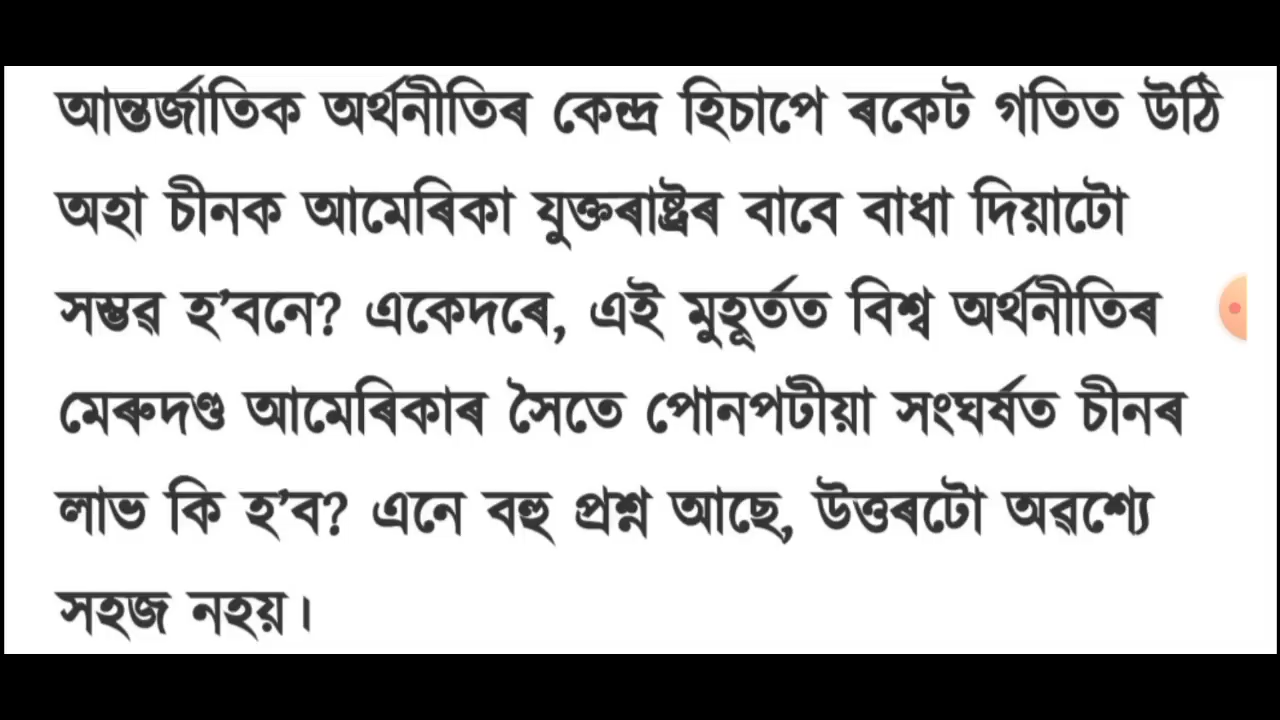 আন্তৰ্জাতিক অৰ্থনীতিৰ কেন্দ্ৰ হিচাপে ৰকেট গতিত উঠি
অহা চীনক আমেৰিকা যুক্তৰাষ্ট্ৰৰ বাবে বাধা দিয়াটো
সম্ভৱ হ’বনে? একেদৰে, এই মুহূৰ্তত বিশ্ব অৰ্থনীতিৰ
মেৰুদণ্ড আমেৰিকাৰ সৈতে পোনপটীয়া সংঘৰ্ষত চীনৰ
লাভ কি হ’ব? এনে বহু প্ৰশ্ন আছে, উত্তৰটো অৱশ্যে
সহজ নহয়।